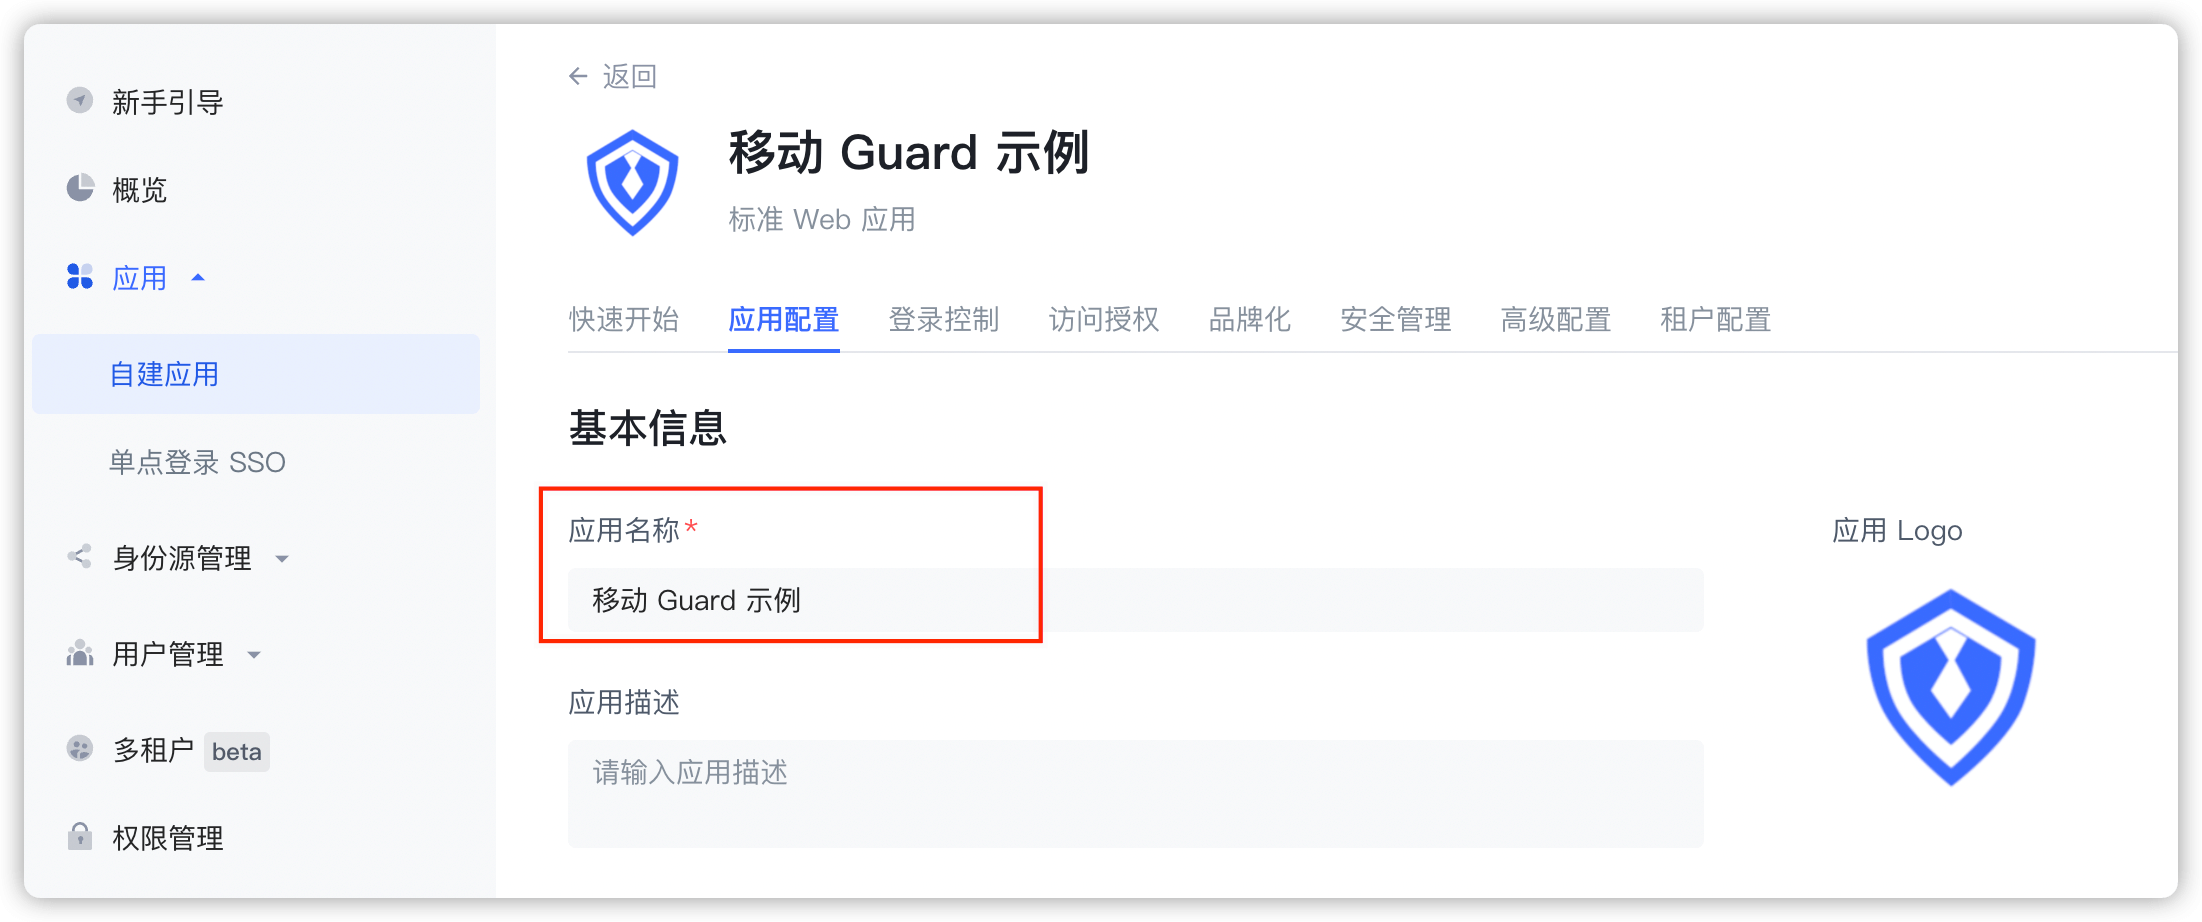 新手引导
概览
应用
自建应用
单点登录 SSO
身份源管理
用户管理
多租户 beta
权限管理
← 返回
移动 Guard 示例
标准 Web 应用
快速开始 应用配置 登录控制 访问授权 品牌化 安全管理 高级配置 租户配置
基本信息
应用名称*
移动 Guard 示例
应用描述
请输入应用描述
应用 Logo